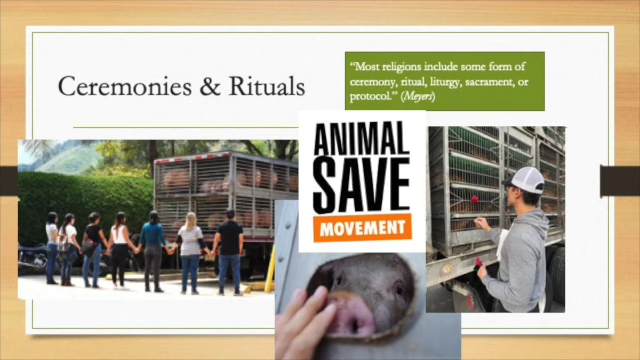 Ceremonies & Rituals
“Most religions include some form of
ceremony, ritual, liturgy, sacrament, or
protocol.” (Meyers)
ANIMAL
SAVE
MOVEMENT